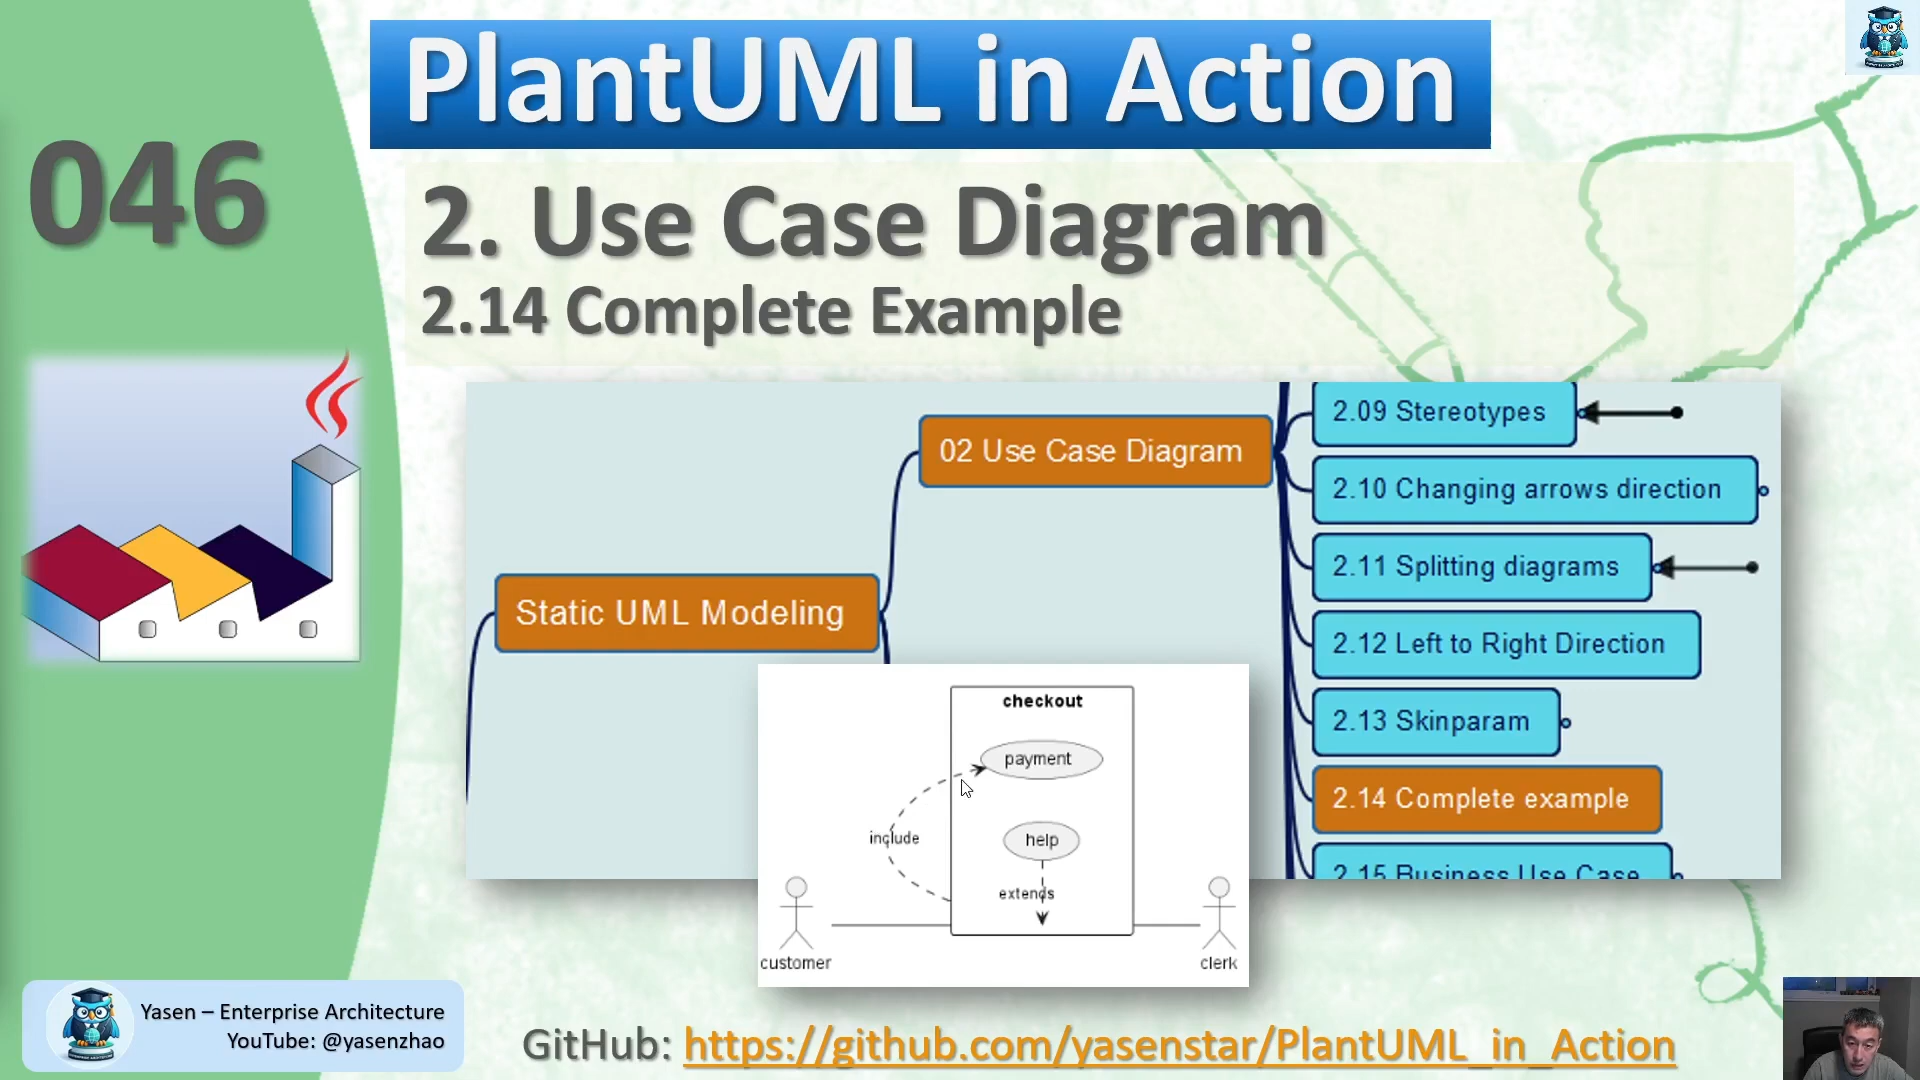 PlantUML in Action
046
2. Use Case Diagram
2.14 Complete Example
2.09 Stereotypes
02 Use Case Diagram
2.10 Changing arrows direction
2.11 Splitting diagrams
Static UML Modeling
2.12 Left to Right Direction
2.13 Skinparam
2.14 Complete example
2.15 Business Use Case
checkout
payment
include
help
extends
customer
clerk
Yasen – Enterprise Architecture
YouTube: @yasenzhao
GitHub: https://github.com/yasenstar/PlantUML_in_Action